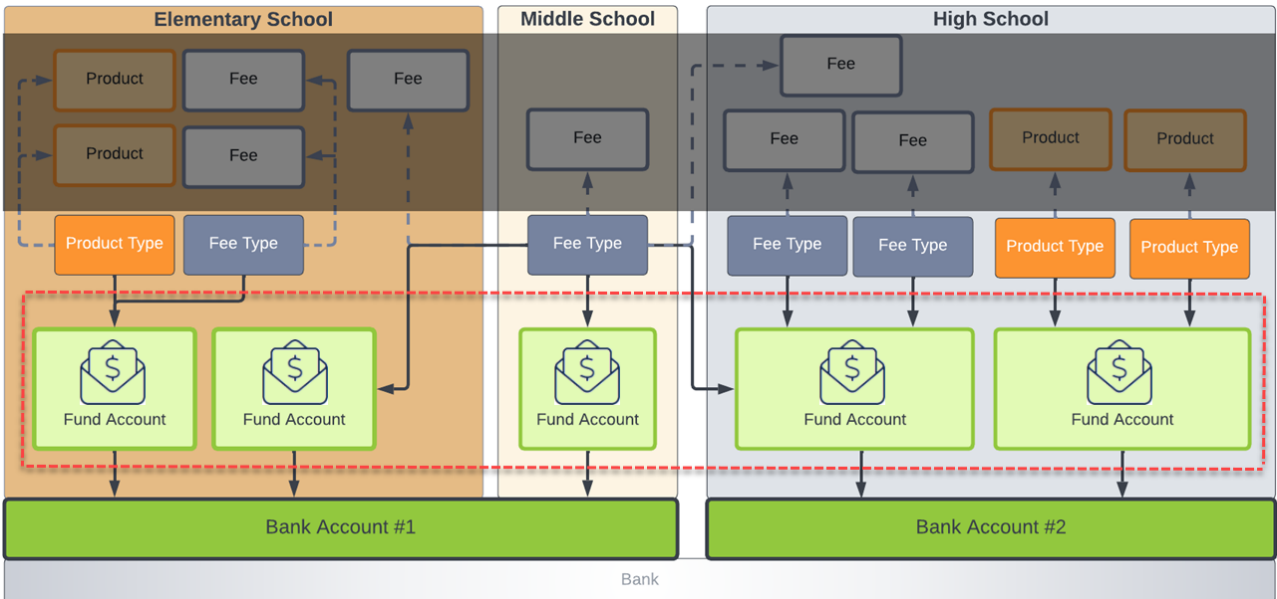 Elementary School
Middle School
High School
Fee
Product
Fee
Fee
Fee
Fee
Fee
Product
Product
Product
Fee
Product Type
Fee Type
Fee Type
Fee Type
Fee Type
Product Type
Product Type
$
$
$
$
$
Fund Account
Fund Account
Fund Account
Fund Account
Fund Account
Bank Account #1
Bank Account #2
Bank